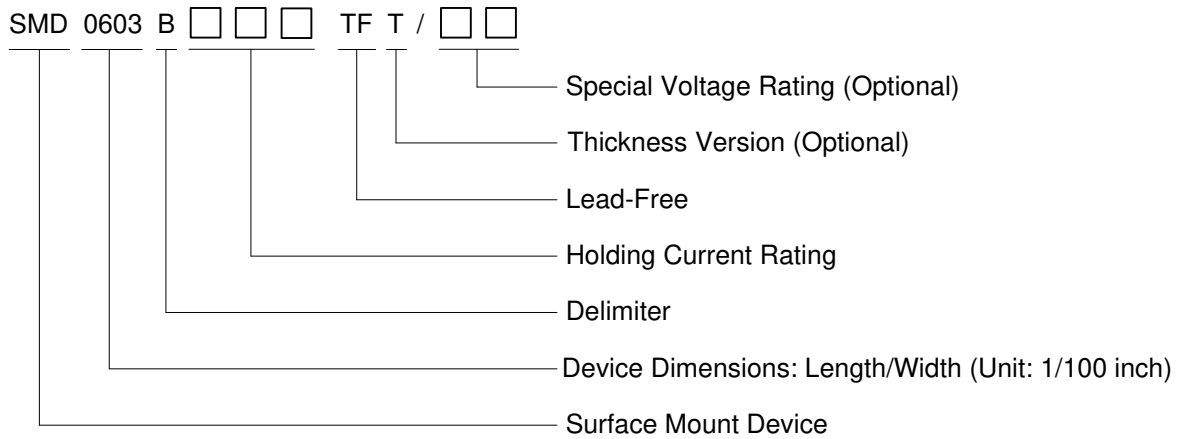 SMD 0603 B □ □ □ TF T / □ □
Special Voltage Rating (Optional)
Thickness Version (Optional)
Lead-Free
Holding Current Rating
Delimiter
Device Dimensions: Length/Width (Unit: 1/100 inch)
Surface Mount Device